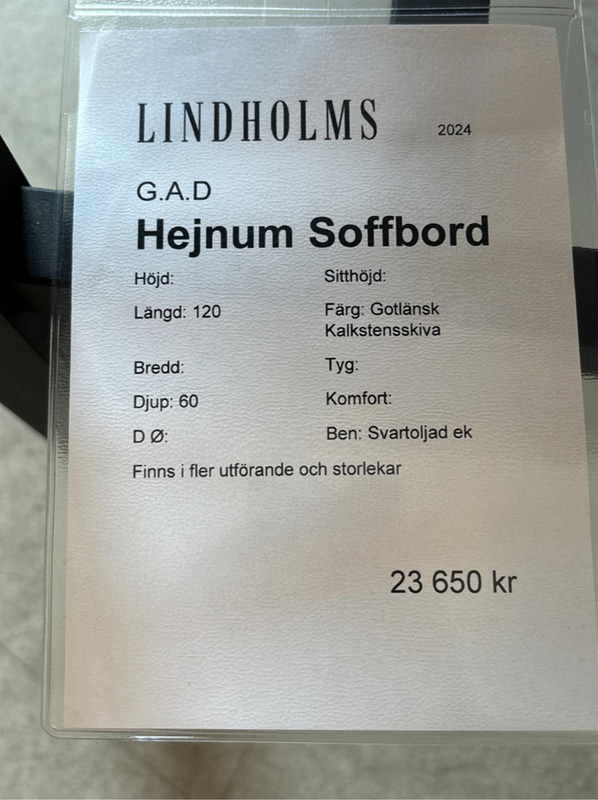 LINDHOLMS 2024
G.A.D
Hejnum Soffbord
Höjd: Sitthöjd:
Längd: 120 Färg: Gotlänsk
Kalkstensskiva
Bredd: Tyg:
Djup: 60 Komfort:
D Ø: Ben: Svartoljad ek
Finns i fler utförande och storlekar
23 650 kr